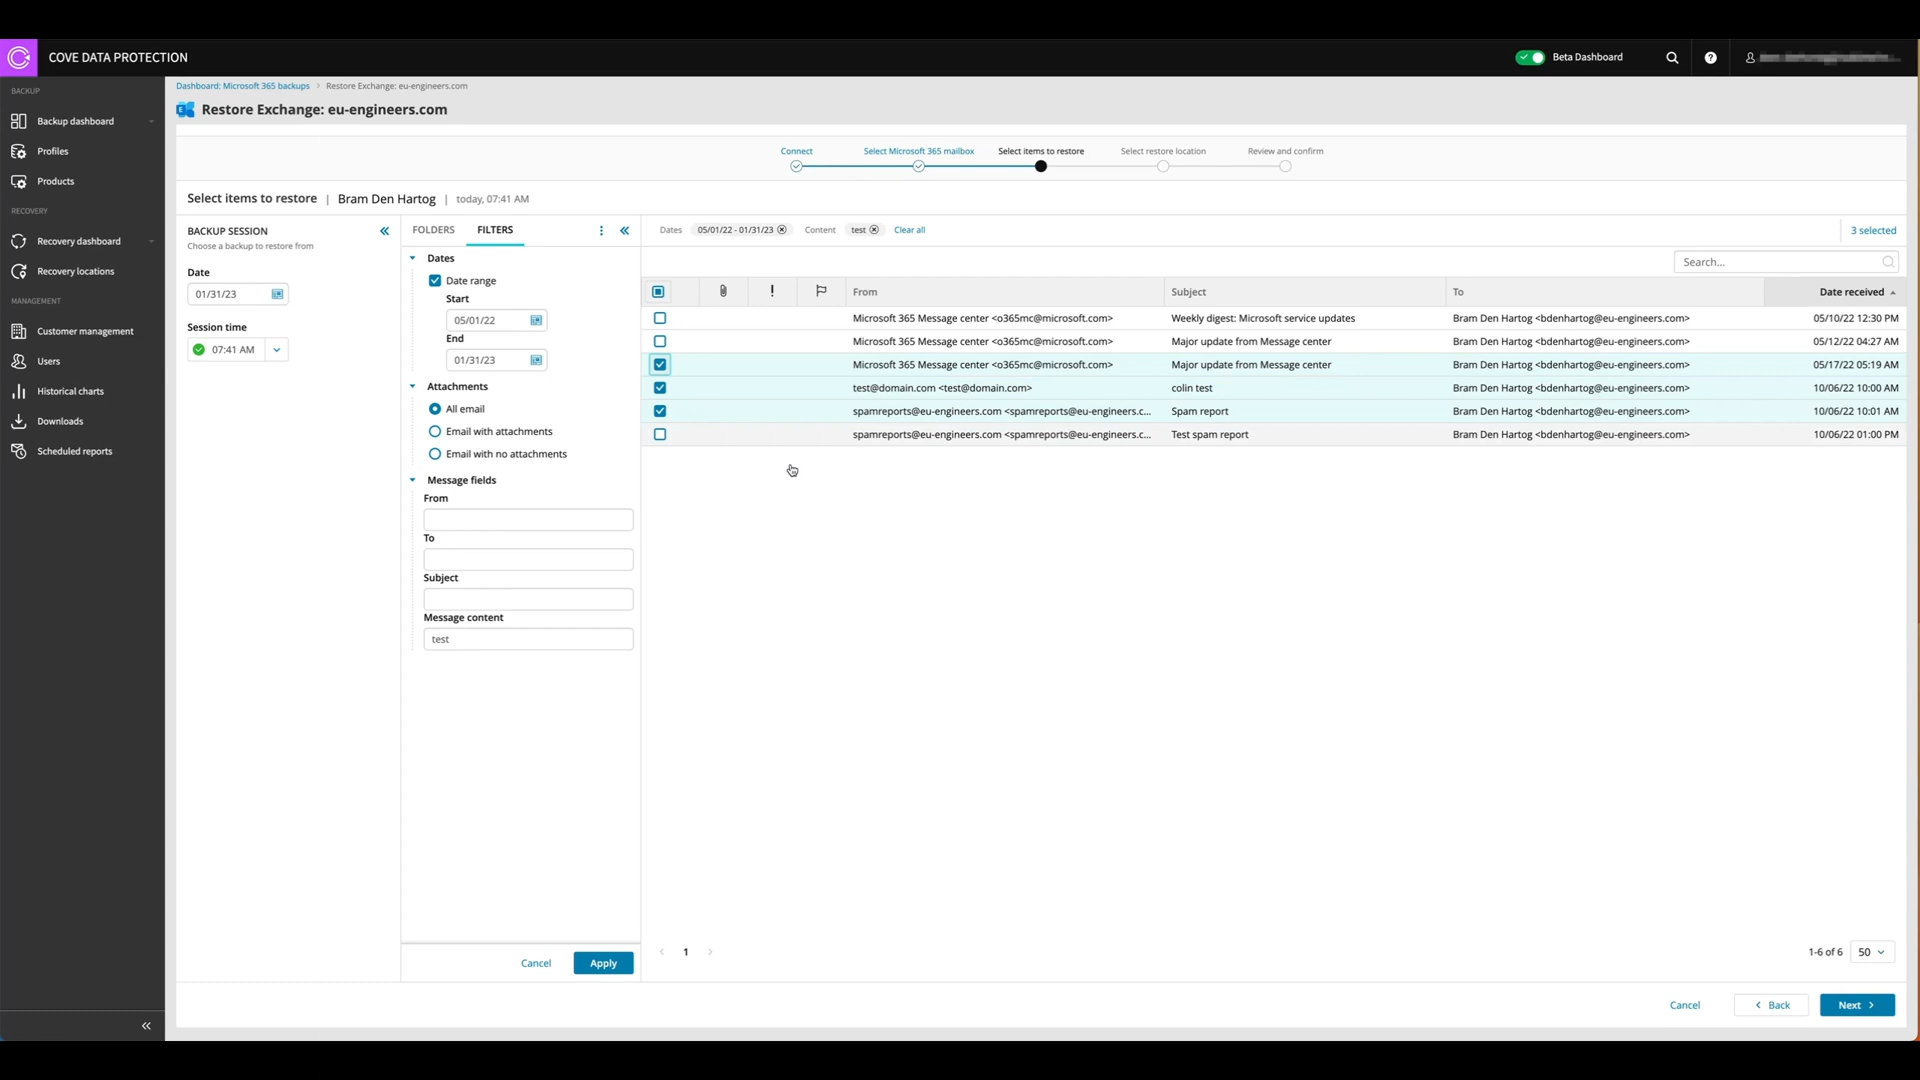 COVE DATA PROTECTION
Beta Dashboard
BACKUP
Backup dashboard
Profiles
Products
RECOVERY
Recovery dashboard
Recovery locations
MANAGEMENT
Customer management
Users
Historical charts
Downloads
Scheduled reports
Dashboard: Microsoft 365 backups > Restore Exchange: eu-engineers.com
Restore Exchange: eu-engineers.com
Connect
Select Microsoft 365 mailbox
Select items to restore
Select restore location
Review and confirm
Select items to restore | Bram Den Hartog | today, 07:41 AM
BACKUP SESSION
Choose a backup to restore from
Date
01/31/23
Session time
07:41 AM
FOLDERS
FILTERS
Dates
Date range
Start
05/01/22
End
01/31/23
Attachments
All email
Email with attachments
Email with no attachments
Message fields
From
To
Subject
Message content
test
Cancel
Apply
Dates 05/01/22 - 01/31/23 Content test Clear all
3 selected
Search...
! From Subject To Date received
Microsoft 365 Message center <o365mc@microsoft.com> Weekly digest: Microsoft service updates Bram Den Hartog <bdenhartog@eu-engineers.com> 05/10/22 12:30 PM
Microsoft 365 Message center <o365mc@microsoft.com> Major update from Message center Bram Den Hartog <bdenhartog@eu-engineers.com> 05/12/22 04:27 AM
Microsoft 365 Message center <o365mc@microsoft.com> Major update from Message center Bram Den Hartog <bdenhartog@eu-engineers.com> 05/17/22 05:19 AM
test@domain.com <test@domain.com> colin test Bram Den Hartog <bdenhartog@eu-engineers.com> 10/06/22 10:00 AM
spamreports@eu-engineers.com <spamreports@eu-engineers.c... Spam report Bram Den Hartog <bdenhartog@eu-engineers.com> 10/06/22 10:01 AM
spamreports@eu-engineers.com <spamreports@eu-engineers.c... Test spam report Bram Den Hartog <bdenhartog@eu-engineers.com> 10/06/22 01:00 PM
1
1-6 of 6 50
Cancel
Back
Next